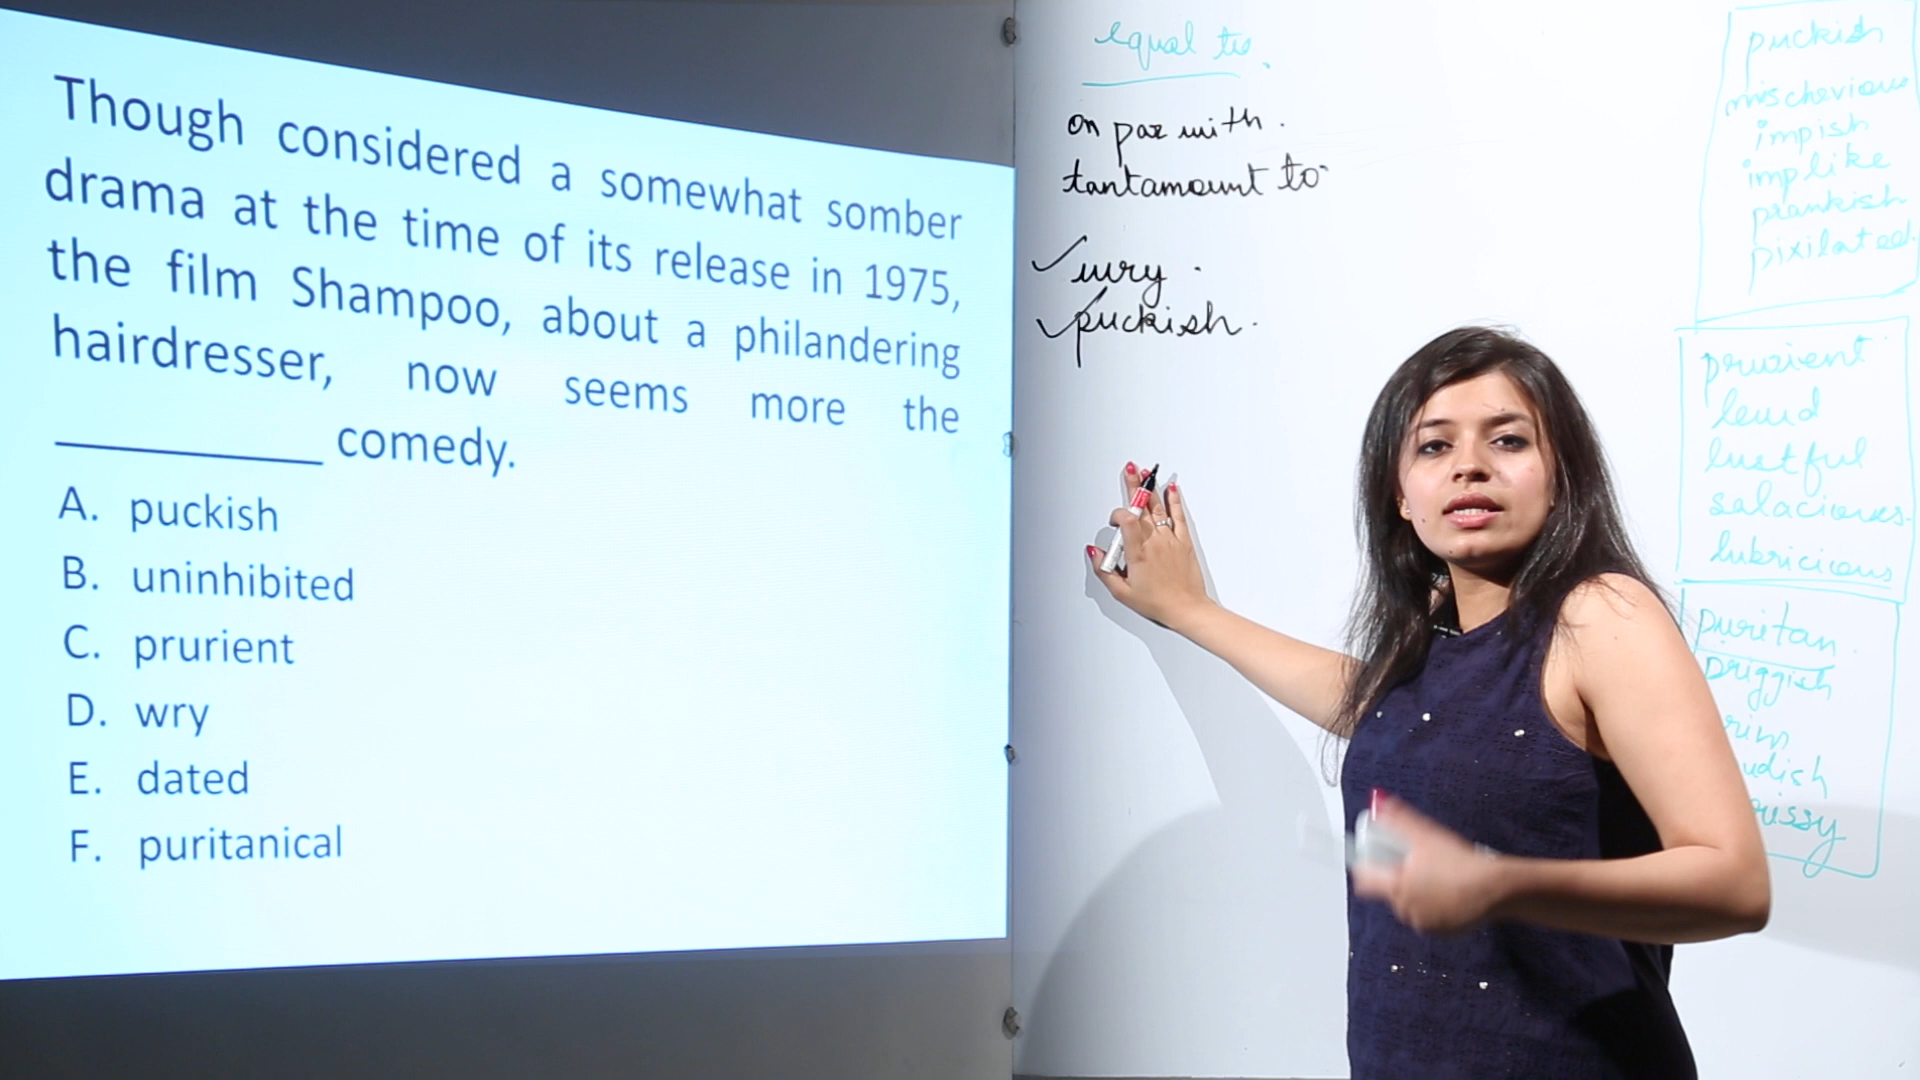 Though considered a somewhat somber
drama at the time of its release in 1975,
the film Shampoo, about a philandering
hairdresser, now seems more the
__________ comedy.
A. puckish
B. uninhibited
C. prurient
D. wry
E. dated
F. puritanical
equal to.
on par with.
tantamount to
✓wry.
✓puckish.
puckish
mischevious
impish
implike
prankish
pixilated.
prurient
lewd
lustful
salacious.
lubricious
puritan
priggish